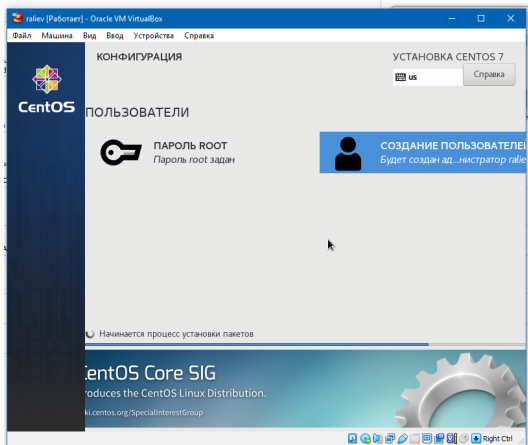 raliev [Работает] - Oracle VM VirtualBox
Файл Машина Вид Ввод Устройства Справка
КОНФИГУРАЦИЯ
УСТАНОВКА CENTOS 7
us
Справка
CentOS
ПОЛЬЗОВАТЕЛИ
ПАРОЛЬ ROOT
Пароль root задан
СОЗДАНИЕ ПОЛЬЗОВАТЕЛЕЙ
Будет создан ад...нистратор ralie
Начинается процесс установки пакетов
entOS Core SIG
roduces the CentOS Linux Distribution.
ki.centos.org/SpecialInterestGroup
Right Ctrl